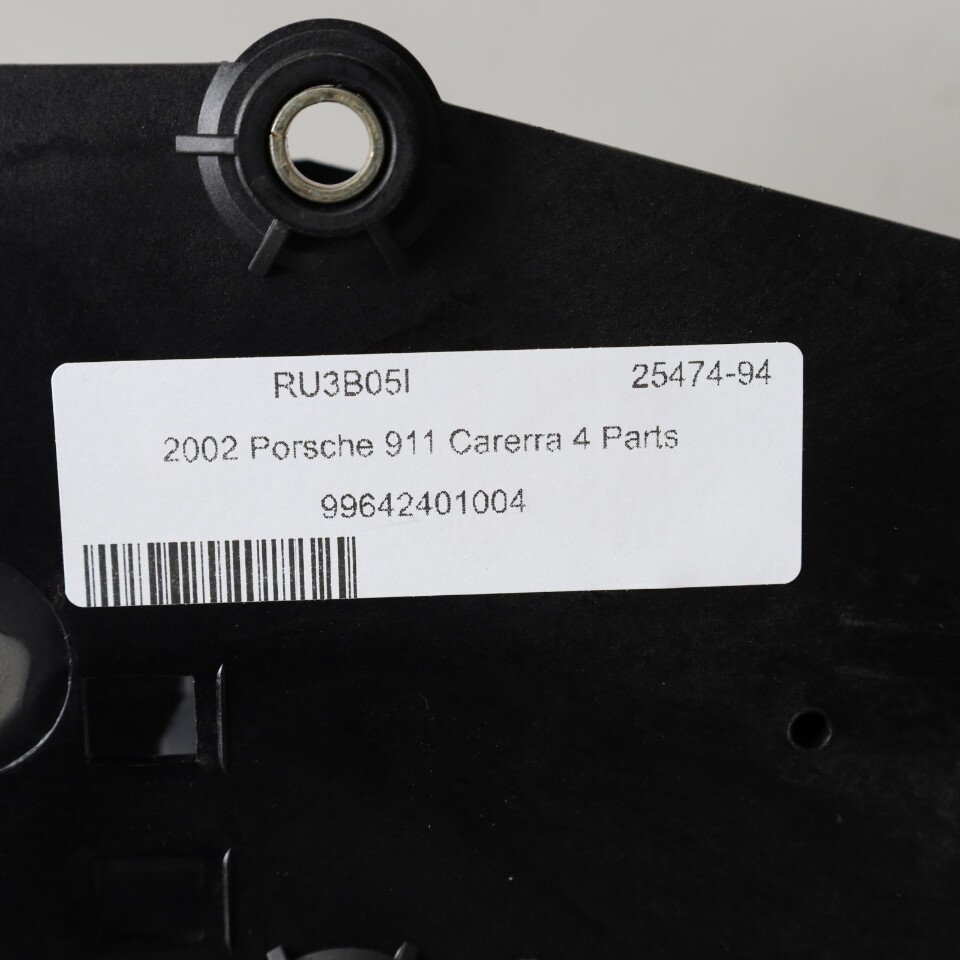 RU3B05I 25474-94
2002 Porsche 911 Carerra 4 Parts
99642401004